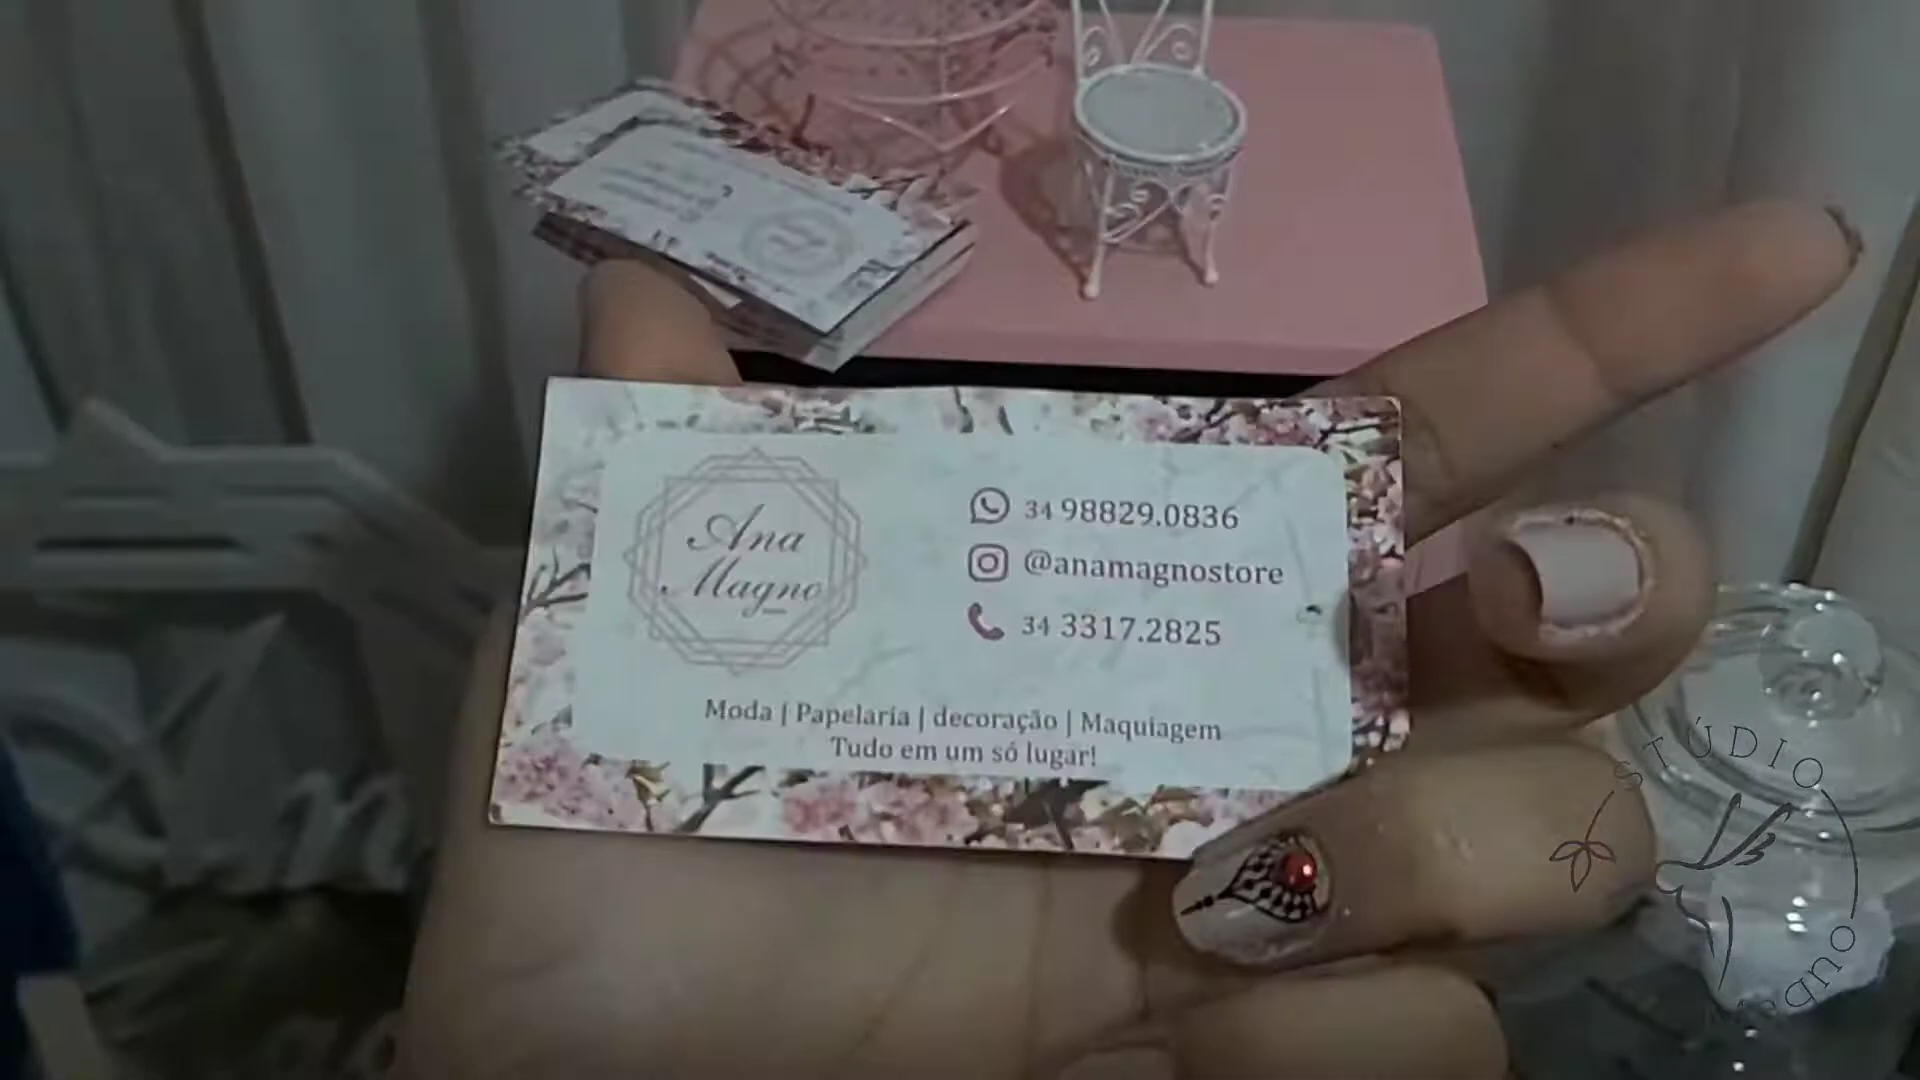 Ana
Magno
34 98829.0836
@anamagnostore
34 3317.2825
Moda | Papelaria | decoração | Maquiagem
Tudo em um só lugar!
STÚDIO
Magno